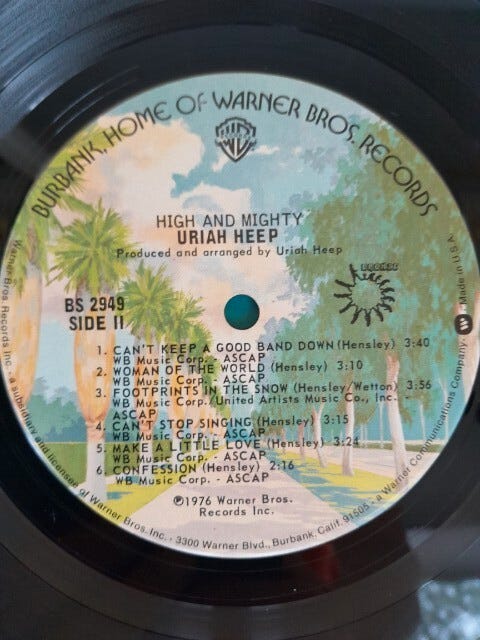 BURBANK, HOME OF WARNER BROS. RECORDS
HIGH AND MIGHTY
URIAH HEEP
Produced and arranged by Uriah Heep
BRONZE
BS 2949
SIDE II
1. CAN'T KEEP A GOOD BAND DOWN (Hensley) 3:40
WB Music Corp. - ASCAP
2. WOMAN OF THE WORLD (Hensley) 3:10
WB Music Corp. - ASCAP
3. FOOTPRINTS IN THE SNOW (Hensley/Wetton) 3:56
WB Music Corp./United Artists Music Co., Inc. -
ASCAP
4. CAN'T STOP SINGING (Hensley) 3:15
WB Music Corp. - ASCAP
5. MAKE A LITTLE LOVE (Hensley) 3:24
WB Music Corp. - ASCAP
6. CONFESSION (Hensley) 2:16
WB Music Corp. - ASCAP
℗1976 Warner Bros.
Records Inc.
Warner Bros. Records Inc., a subsidiary and licensee of Warner Bros. Inc. • 3300 Warner Blvd., Burbank, Calif. 91505 • a Warner Communications Company. Made in U.S.A.